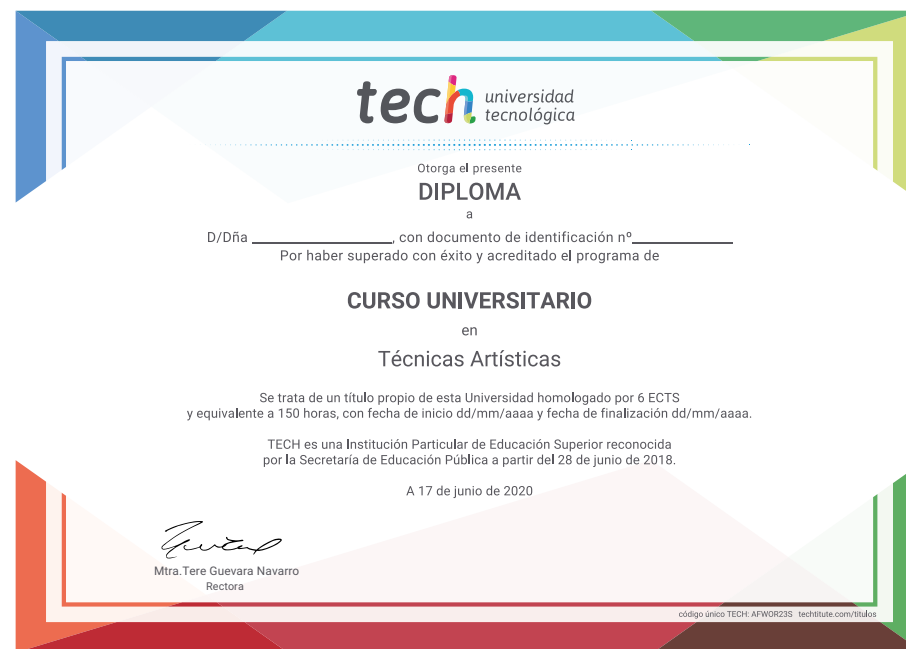 tech universidad
tecnológica
Otorga el presente
DIPLOMA
a
D/Dña ____________________, con documento de identificación nº______________
Por haber superado con éxito y acreditado el programa de
CURSO UNIVERSITARIO
en
Técnicas Artísticas
Se trata de un título propio de esta Universidad homologado por 6 ECTS
y equivalente a 150 horas, con fecha de inicio dd/mm/aaaa y fecha de finalización dd/mm/aaaa.
TECH es una Institución Particular de Educación Superior reconocida
por la Secretaría de Educación Pública a partir del 28 de junio de 2018.
A 17 de junio de 2020
Mtra.Tere Guevara Navarro
Rectora
código único TECH: AFWOR23S techtitute.com/titulos